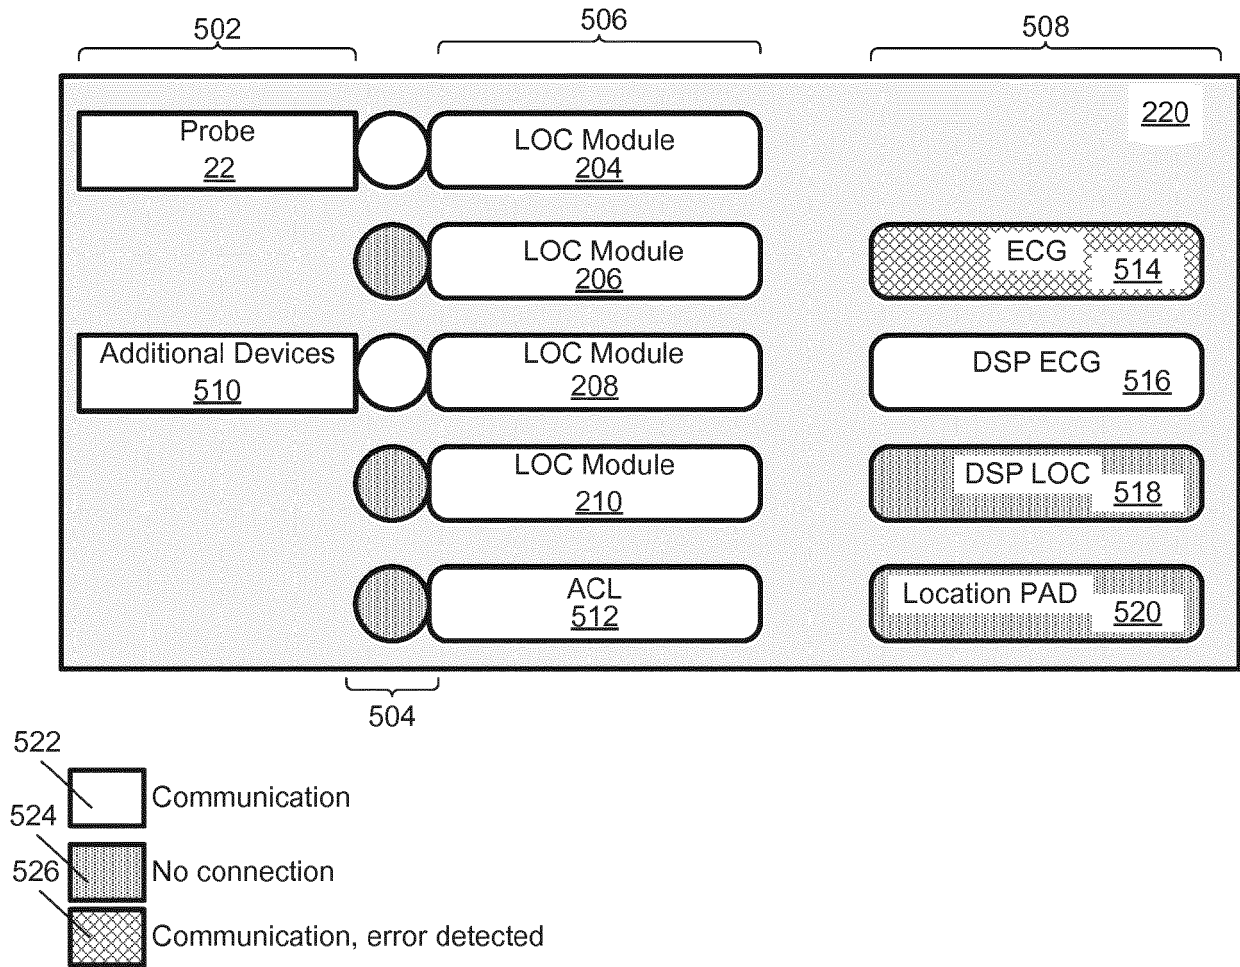 502
506
508
220
Probe
22
LOC Module
204
LOC Module
206
ECG
514
Additional Devices
510
LOC Module
208
DSP ECG
516
LOC Module
210
DSP LOC
518
ACL
512
Location PAD
520
504
522
Communication
524
No connection
526
Communication, error detected